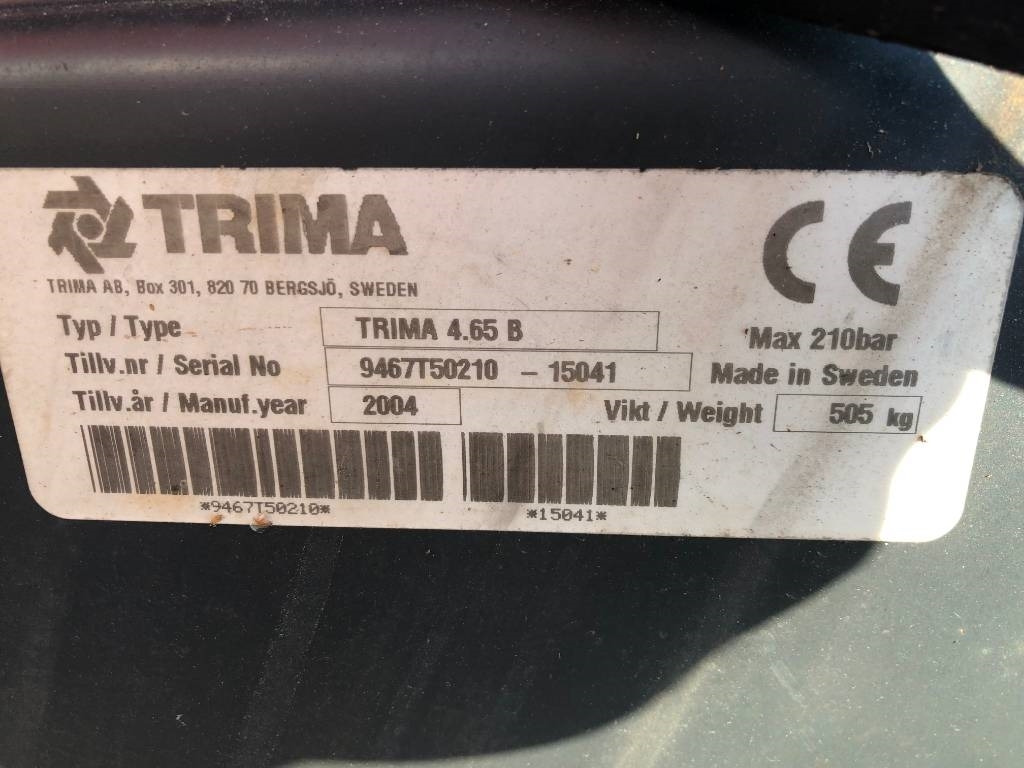 TRIMA
CE
TRIMA AB, Box 301, 820 70 BERGSJÖ, SWEDEN
Typ / Type TRIMA 4.65 B Max 210bar
Tillv.nr / Serial No 9467T50210 – 15041 Made in Sweden
Tillv.år / Manuf.year 2004 Vikt / Weight 505 kg
*9467T50210* *15041*